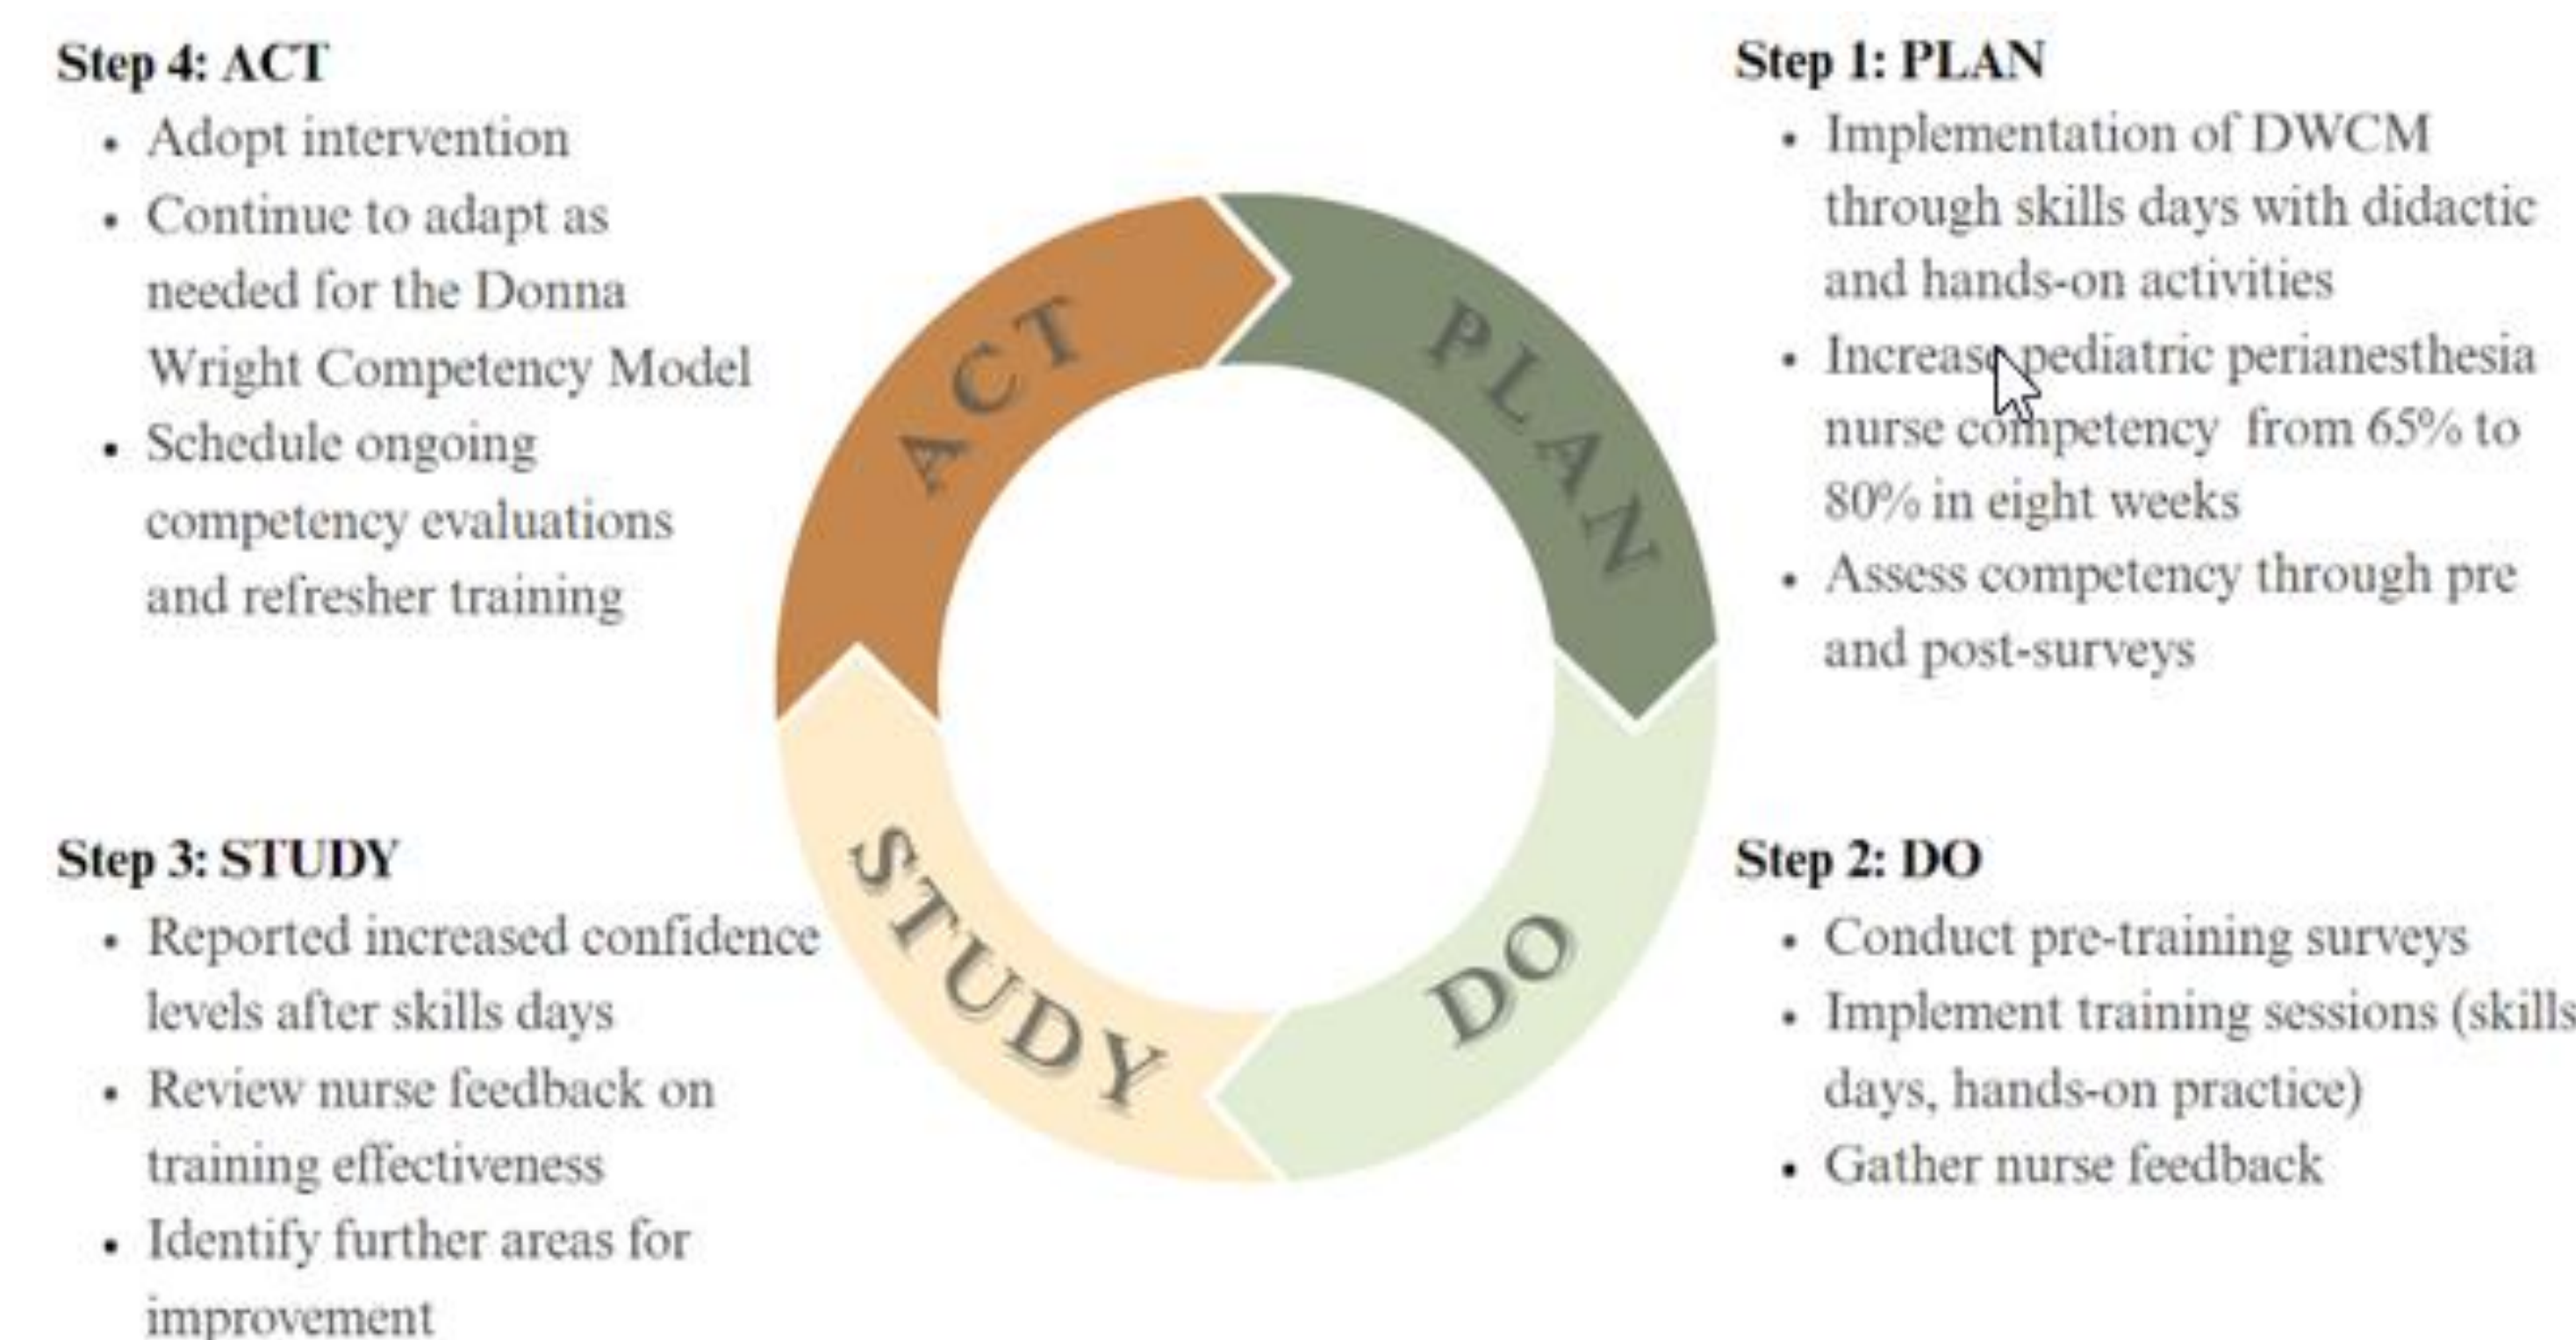 Step 4: ACT
• Adopt intervention
• Continue to adapt as
needed for the Donna
Wright Competency Model
• Schedule ongoing
competency evaluations
and refresher training
Step 1: PLAN
• Implementation of DWCM
through skills days with didactic
and hands-on activities
• Increase pediatric perianesthesia
nurse competency from 65% to
80% in eight weeks
• Assess competency through pre
and post-surveys
ACT
PLAN
STUDY
DO
Step 3: STUDY
• Reported increased confidence
levels after skills days
• Review nurse feedback on
training effectiveness
• Identify further areas for
improvement
Step 2: DO
• Conduct pre-training surveys
• Implement training sessions (skills
days, hands-on practice)
• Gather nurse feedback